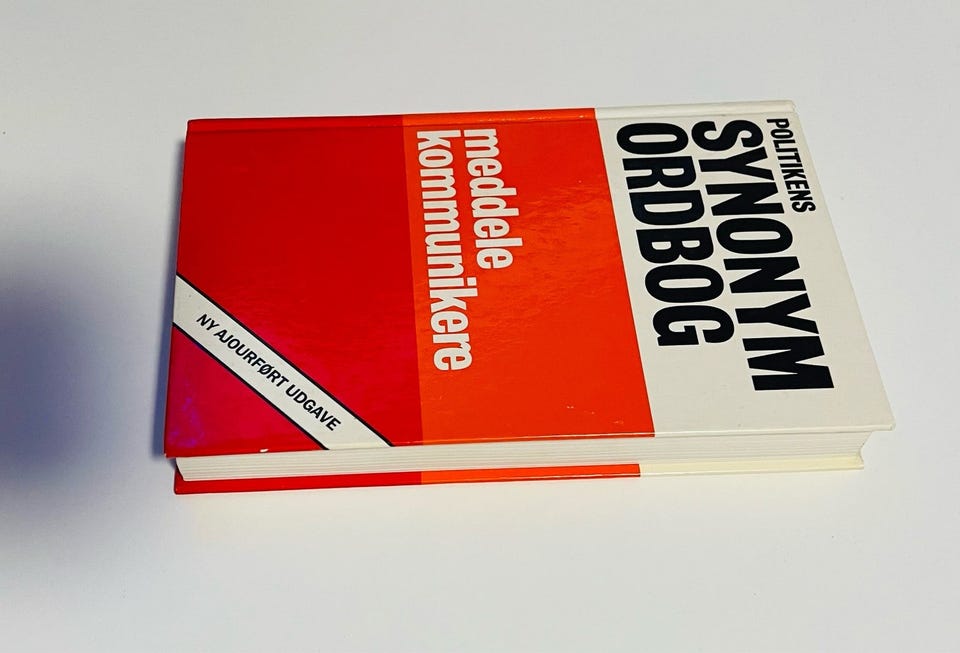 POLITIKENS
SYNONYM
ORDBOG
meddele
kommunikere
NY AJOURFØRT UDGAVE